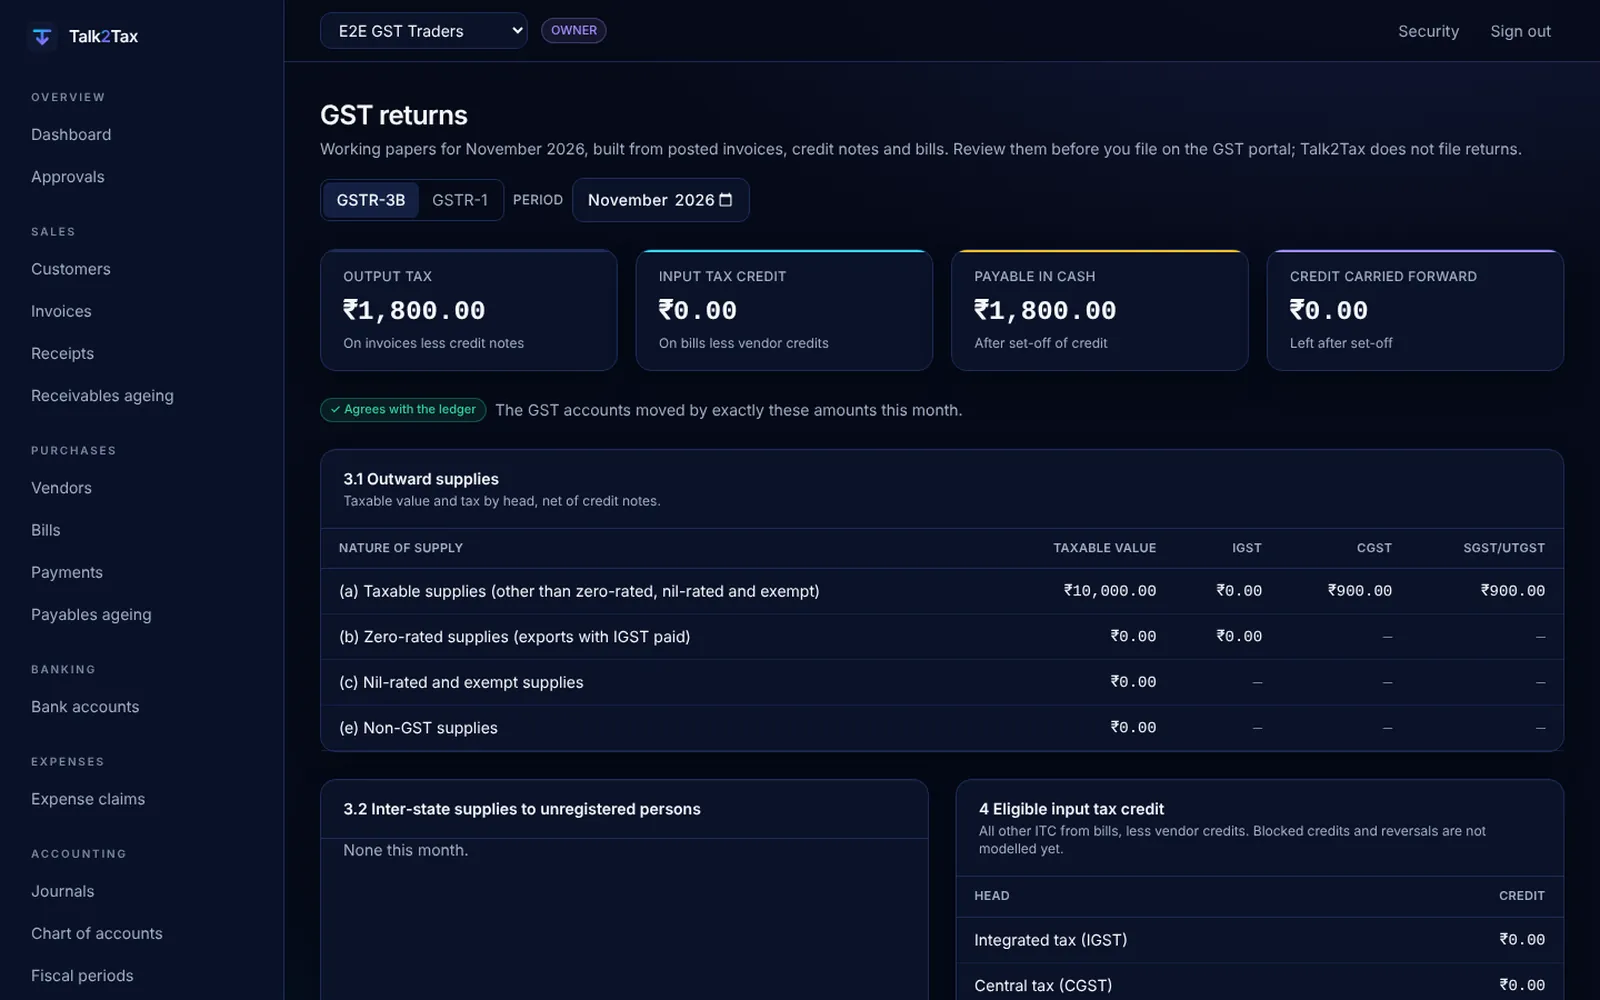 Talk2Tax
OVERVIEW
Dashboard
Approvals
SALES
Customers
Invoices
Receipts
Receivables ageing
PURCHASES
Vendors
Bills
Payments
Payables ageing
BANKING
Bank accounts
EXPENSES
Expense claims
ACCOUNTING
Journals
Chart of accounts
Fiscal periods
E2E GST Traders OWNER Security Sign out
GST returns
Working papers for November 2026, built from posted invoices, credit notes and bills. Review them before you file on the GST portal; Talk2Tax does not file returns.
GSTR-3B GSTR-1 PERIOD November 2026
OUTPUT TAX
₹1,800.00
On invoices less credit notes
INPUT TAX CREDIT
₹0.00
On bills less vendor credits
PAYABLE IN CASH
₹1,800.00
After set-off of credit
CREDIT CARRIED FORWARD
₹0.00
Left after set-off
✓ Agrees with the ledger The GST accounts moved by exactly these amounts this month.
3.1 Outward supplies
Taxable value and tax by head, net of credit notes.
NATURE OF SUPPLY TAXABLE VALUE IGST CGST SGST/UTGST
(a) Taxable supplies (other than zero-rated, nil-rated and exempt) ₹10,000.00 ₹0.00 ₹900.00 ₹900.00
(b) Zero-rated supplies (exports with IGST paid) ₹0.00 ₹0.00 — —
(c) Nil-rated and exempt supplies ₹0.00 — — —
(e) Non-GST supplies ₹0.00 — — —
3.2 Inter-state supplies to unregistered persons
None this month.
4 Eligible input tax credit
All other ITC from bills, less vendor credits. Blocked credits and reversals are not
modelled yet.
HEAD CREDIT
Integrated tax (IGST) ₹0.00
Central tax (CGST) ₹0.00